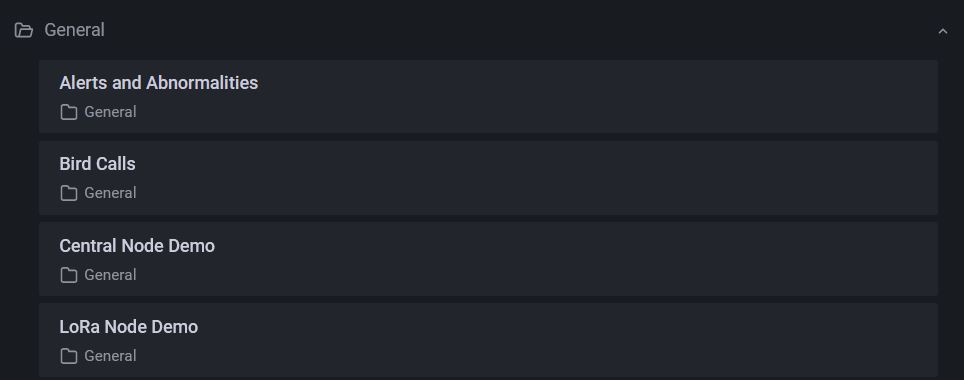 General
Alerts and Abnormalities
General
Bird Calls
General
Central Node Demo
General
LoRa Node Demo
General